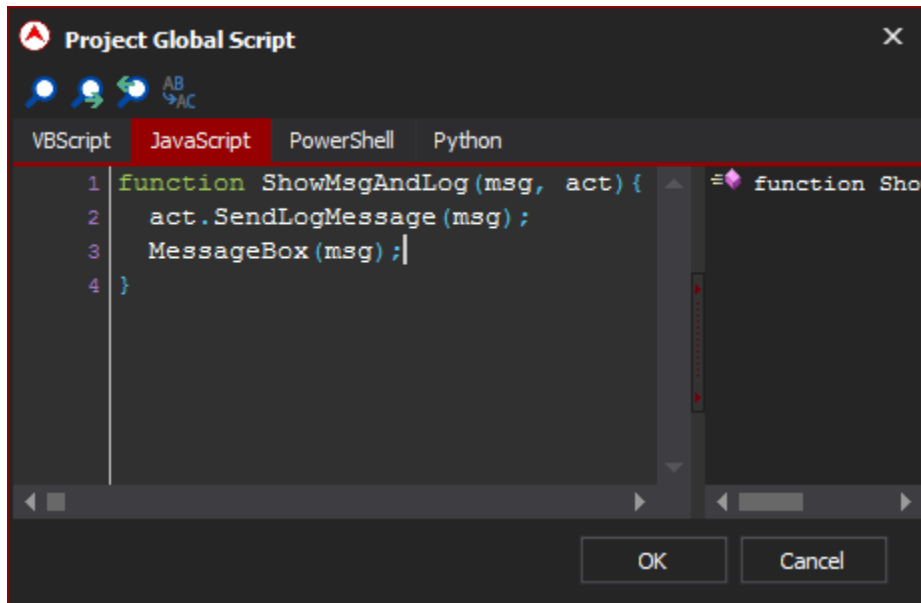 Project Global Script
AB
AC
VBScript JavaScript PowerShell Python
1 function ShowMsgAndLog(msg, act){
2 act.SendLogMessage(msg);
3 MessageBox(msg);
4 }
function Sho
OK Cancel